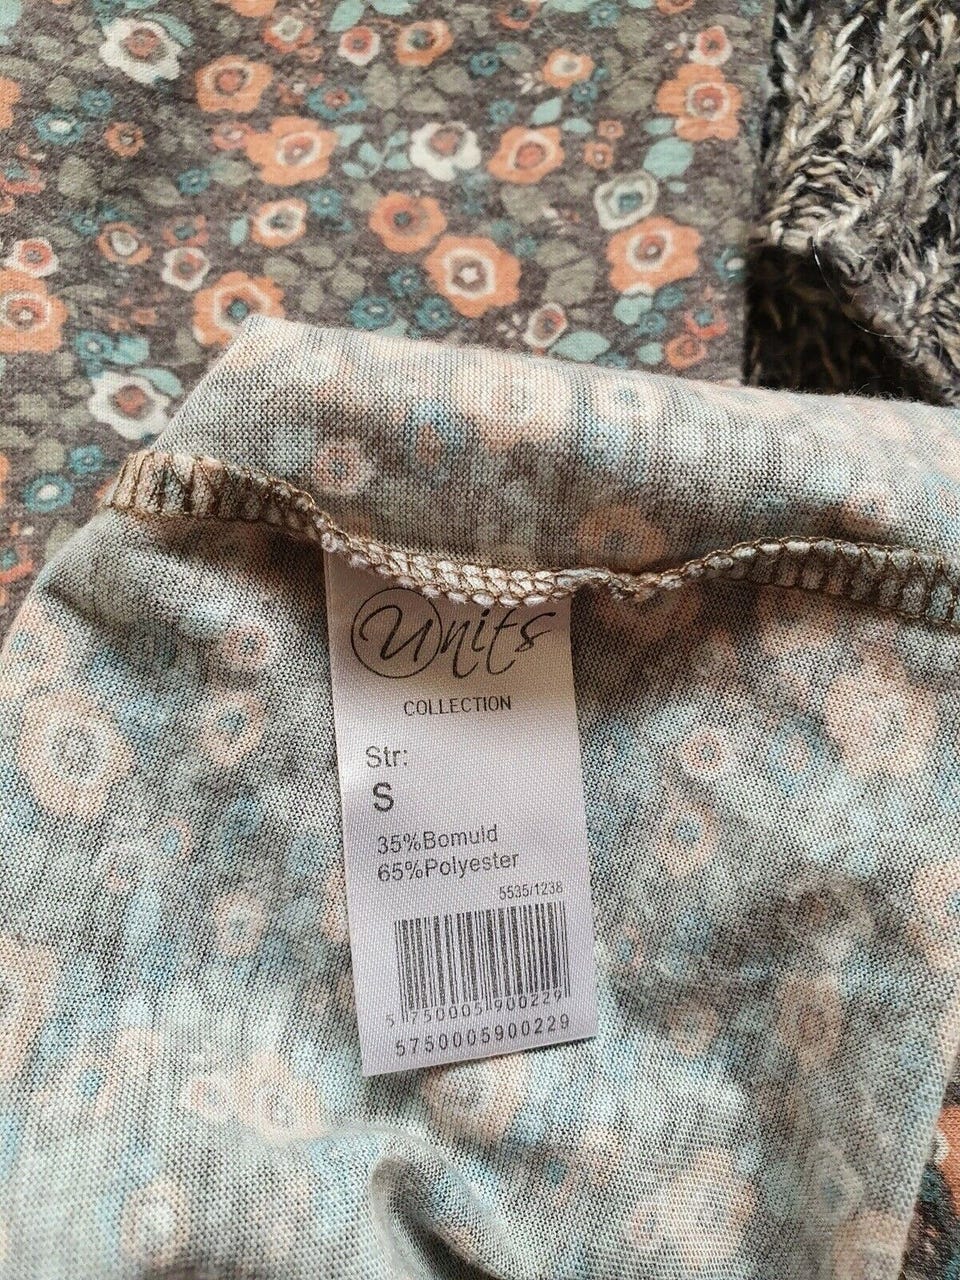 Units
COLLECTION
Str:
S
35%Bomuld
65%Polyester
5535/1238
5 750005 900229
5750005900229